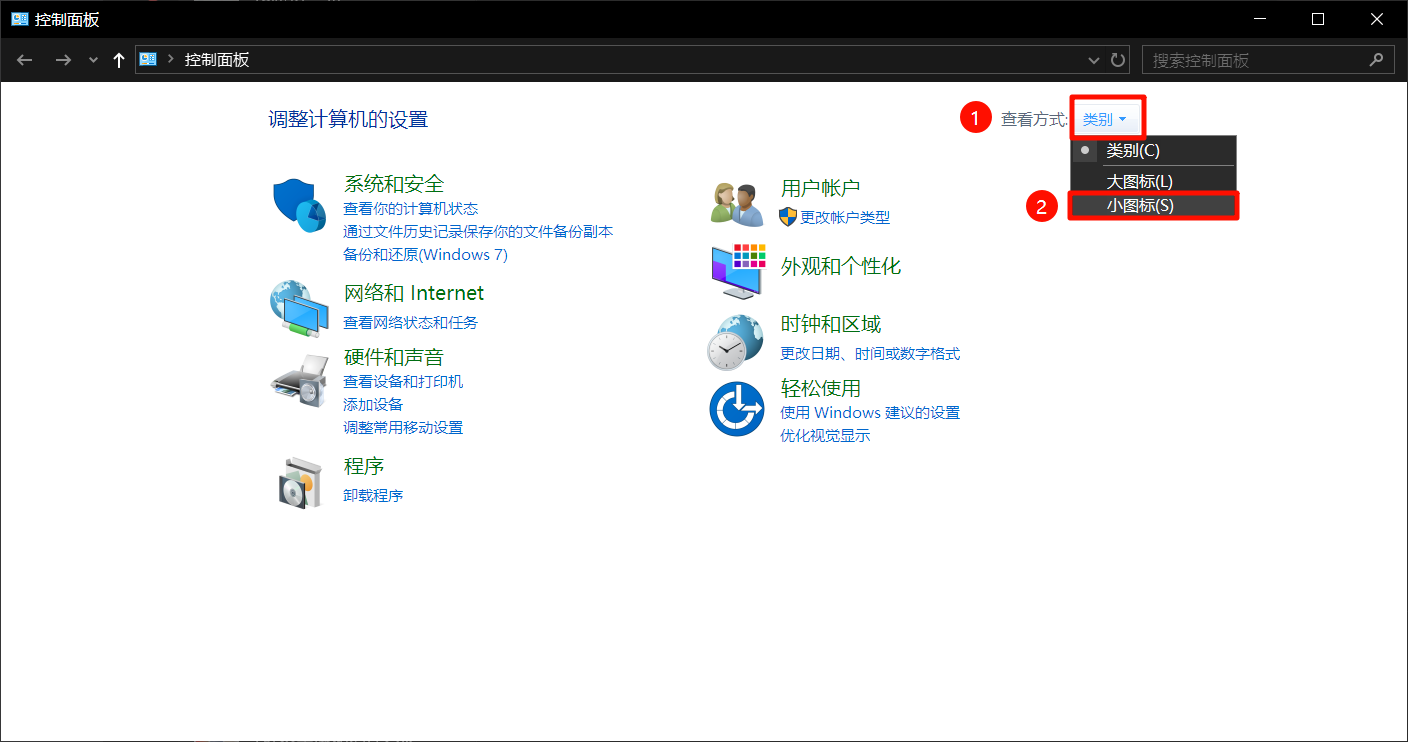 控制面板
控制面板
搜索控制面板
调整计算机的设置
1 查看方式: 类别
类别(C)
大图标(L)
2 小图标(S)
系统和安全
查看你的计算机状态
通过文件历史记录保存你的文件备份副本
备份和还原(Windows 7)
网络和 Internet
查看网络状态和任务
硬件和声音
查看设备和打印机
添加设备
调整常用移动设置
程序
卸载程序
用户帐户
更改帐户类型
外观和个性化
时钟和区域
更改日期、时间或数字格式
轻松使用
使用 Windows 建议的设置
优化视觉显示